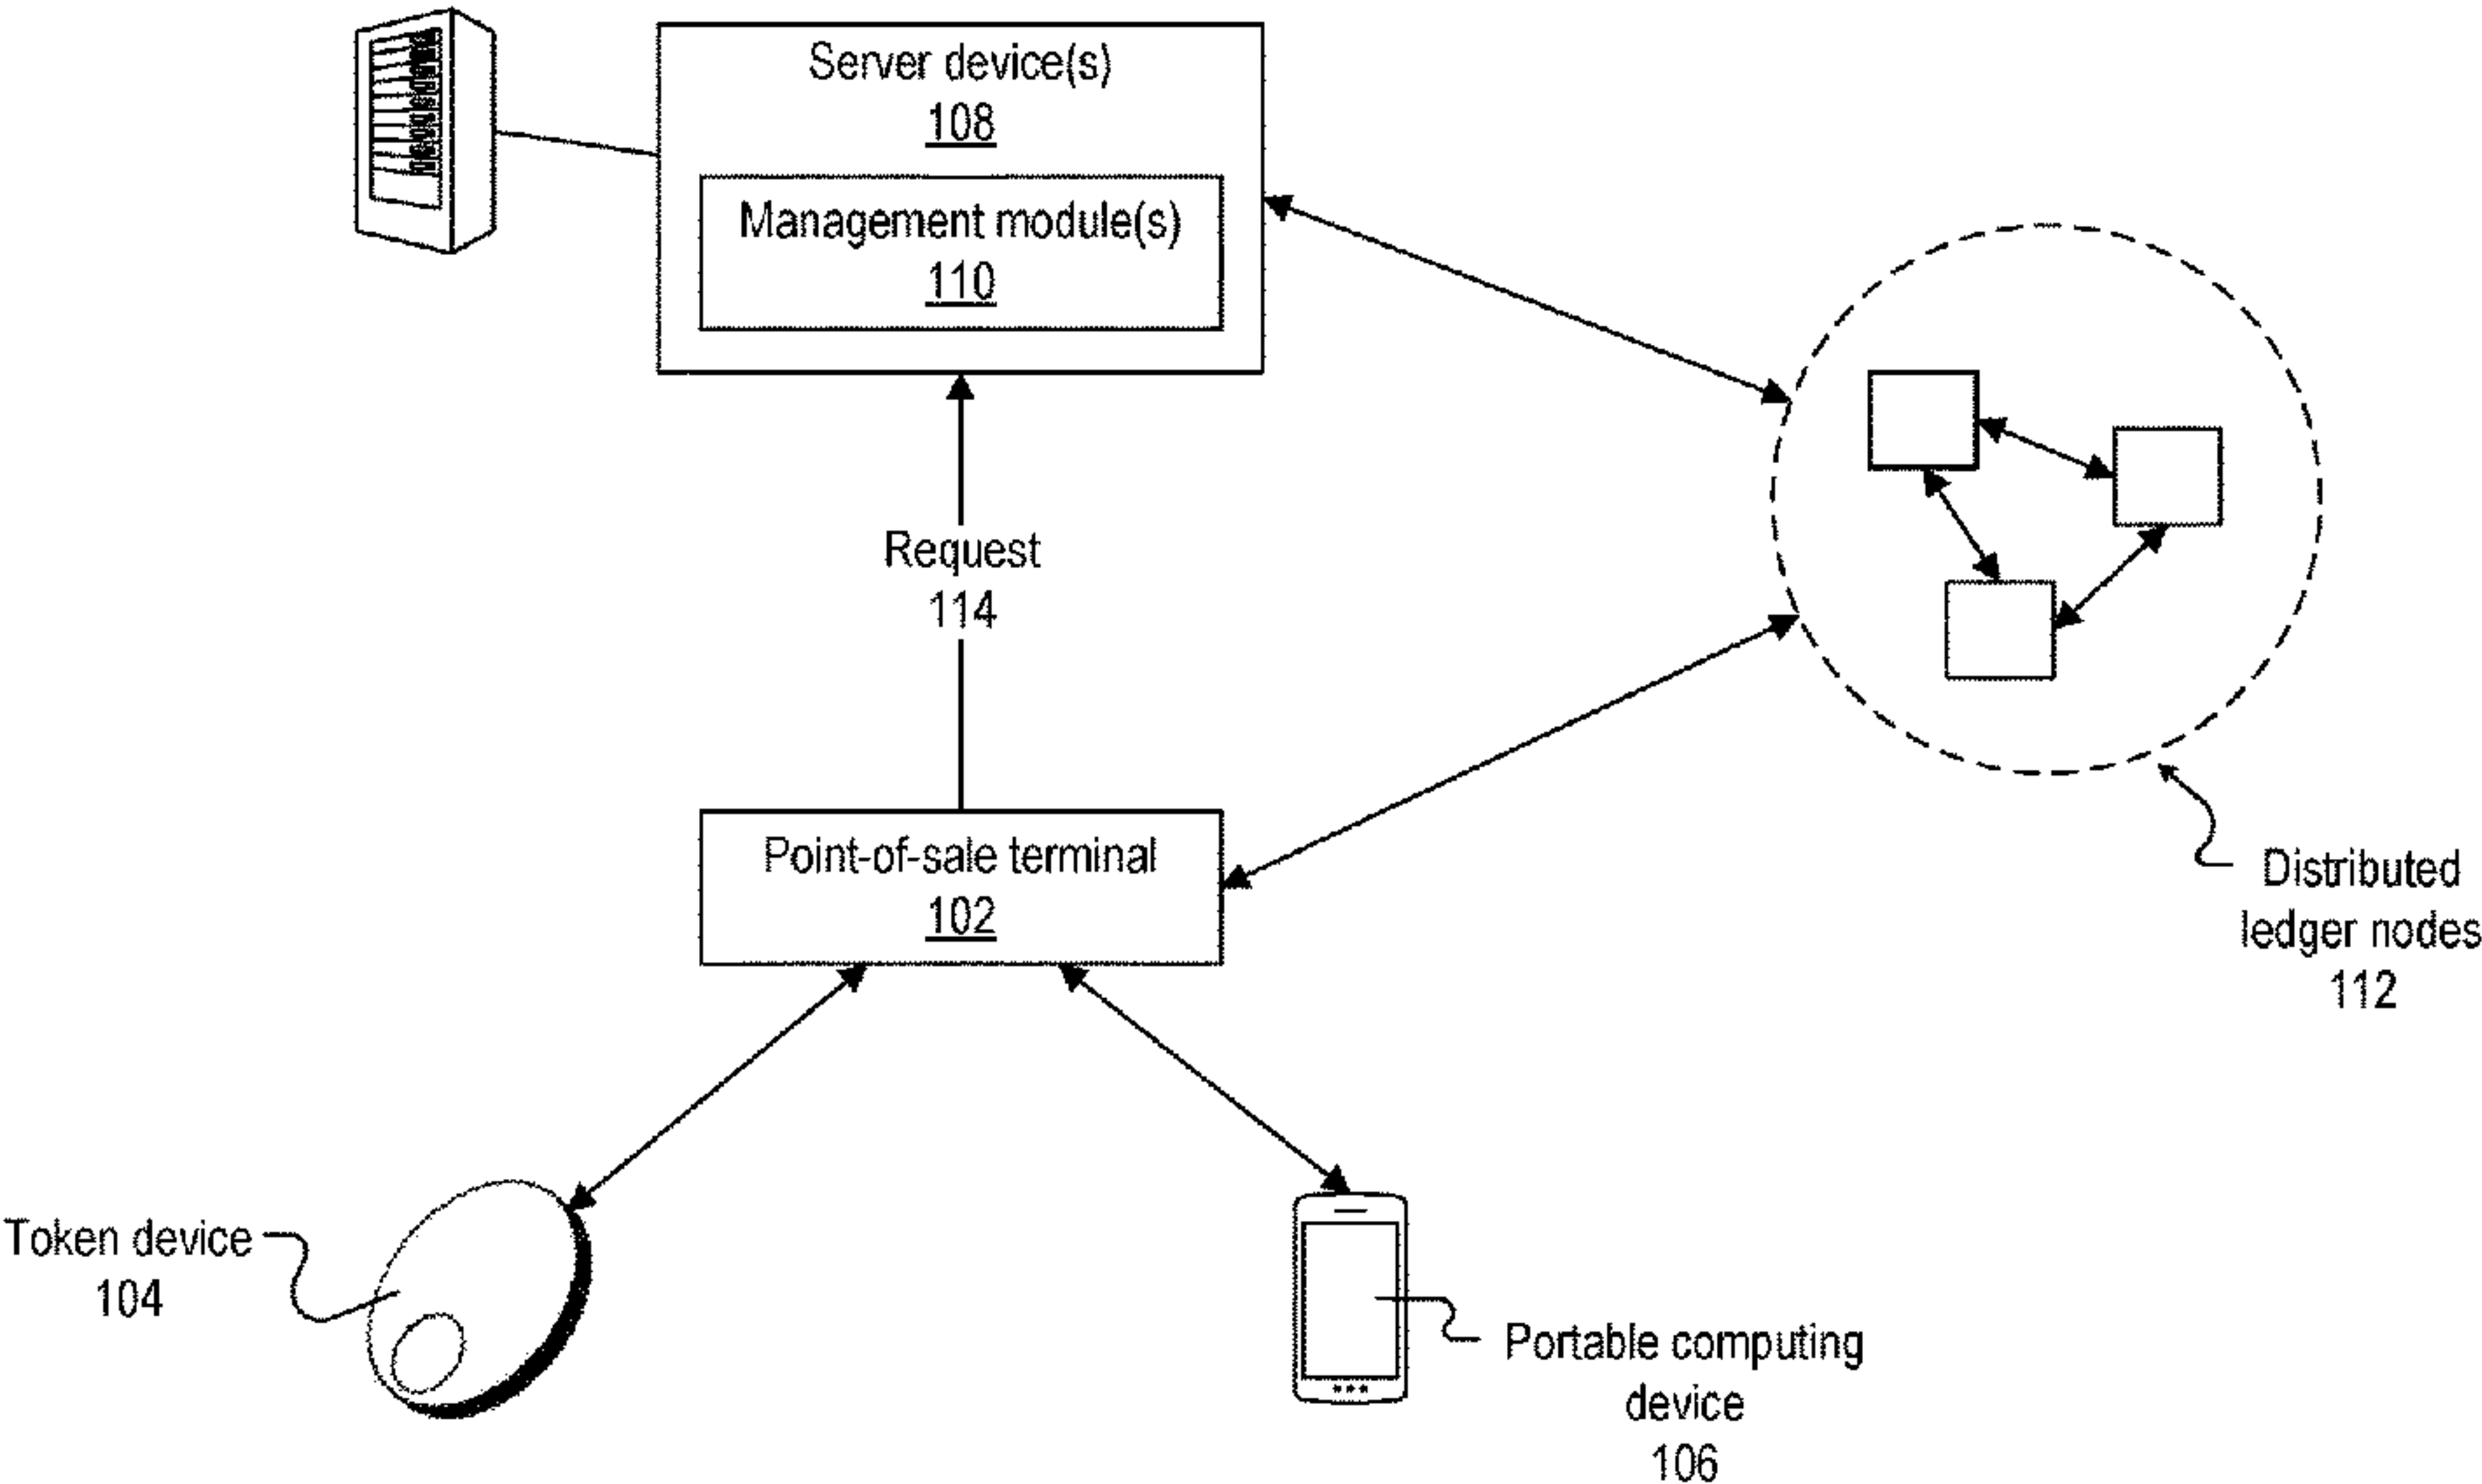 Server device(s)
108
Management module(s)
110
Request
114
Point-of-sale terminal
102
Distributed
ledger nodes
112
Token device
104
Portable computing
device
106